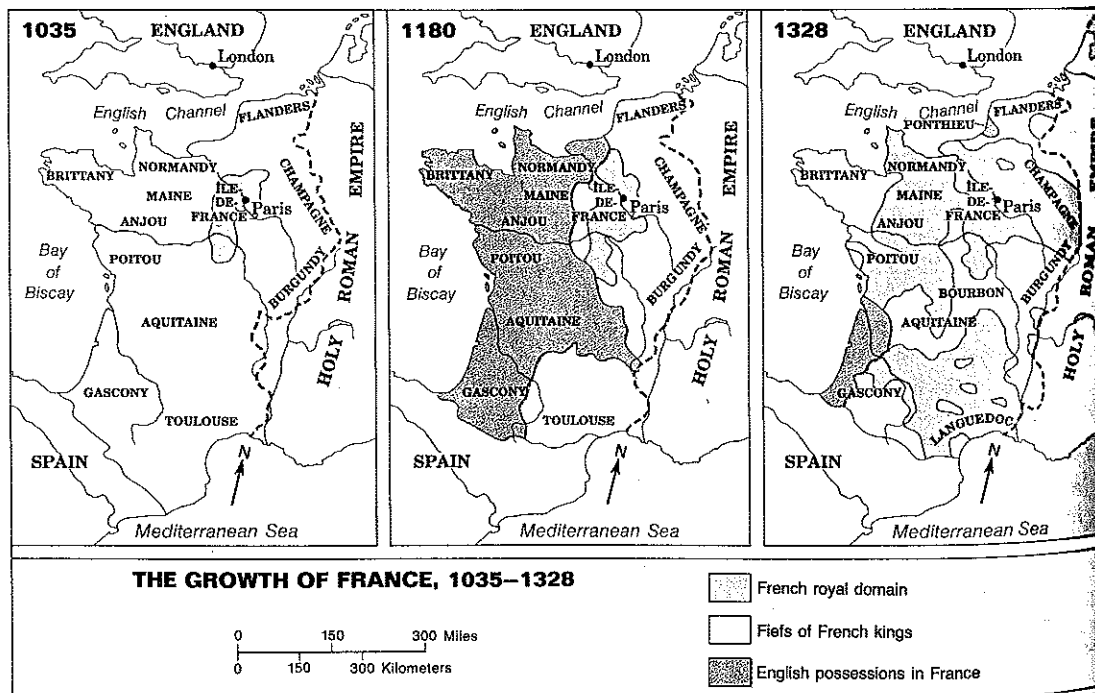 1035
ENGLAND
London
English Channel
FLANDERS
NORMANDY
BRITTANY
MAINE
ÎLE-
DE-
FRANCE
Paris
CHAMPAGNE
ANJOU
Bay
of
Biscay
POITOU
BURGUNDY
AQUITAINE
HOLY
ROMAN
EMPIRE
GASCONY
TOULOUSE
SPAIN
N
Mediterranean Sea
1180
ENGLAND
London
English Channel
FLANDERS
NORMANDY
BRITTANY
MAINE
ÎLE-
DE-
FRANCE
Paris
CHAMPAGNE
ANJOU
Bay
of
Biscay
POITOU
BURGUNDY
AQUITAINE
HOLY
ROMAN
EMPIRE
GASCONY
TOULOUSE
SPAIN
N
Mediterranean Sea
1328
ENGLAND
London
English Channel
FLANDERS
PONTHIEU
NORMANDY
BRITTANY
MAINE
ÎLE-
DE-
FRANCE
Paris
CHAMPAGNE
ANJOU
Bay
of
Biscay
POITOU
BURGUNDY
BOURBON
AQUITAINE
HOLY
ROMAN EMPIRE
GASCONY
LANGUEDOC
SPAIN
N
Mediterranean Sea
THE GROWTH OF FRANCE, 1035–1328
0 150 300 Miles
0 150 300 Kilometers
French royal domain
Fiefs of French kings
English possessions in France